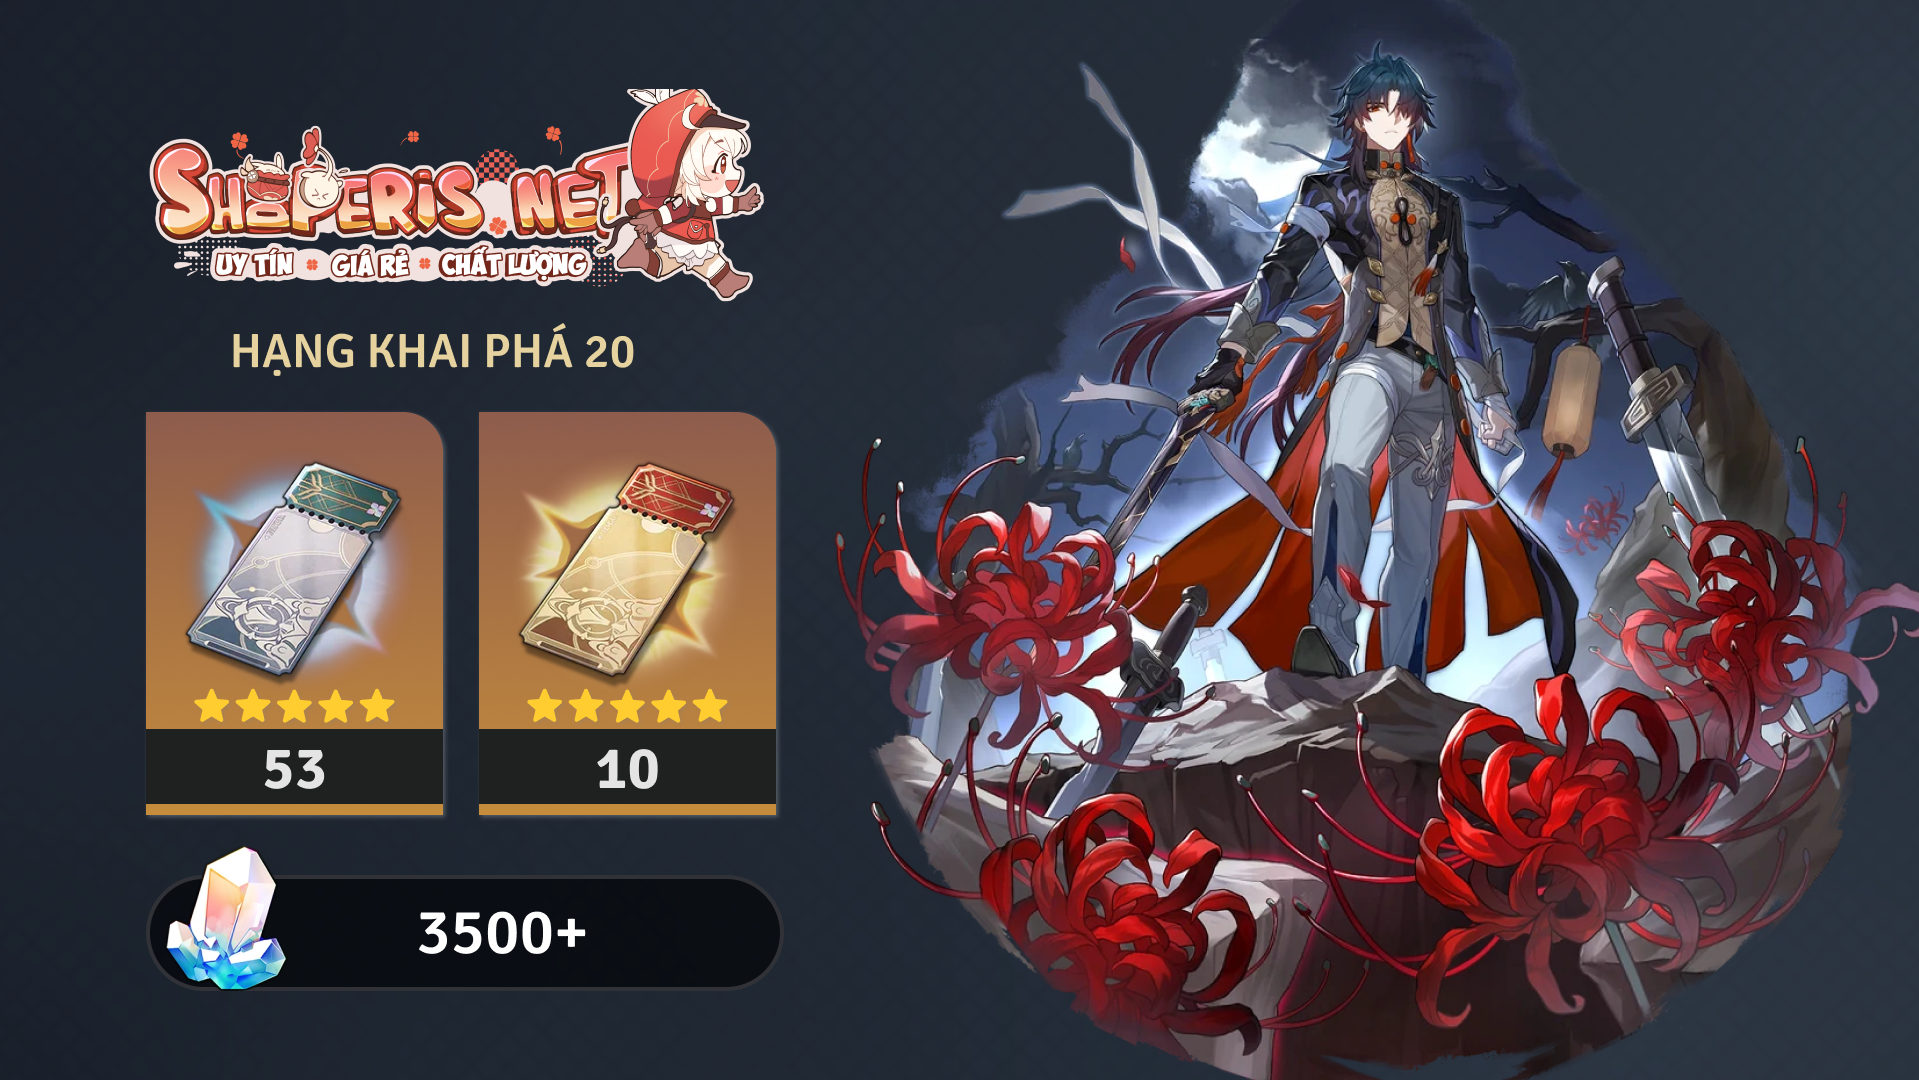 SHOPERIS.NET
UY TÍN • GIÁ RẺ • CHẤT LƯỢNG
HẠNG KHAI PHÁ 20
53
10
3500+